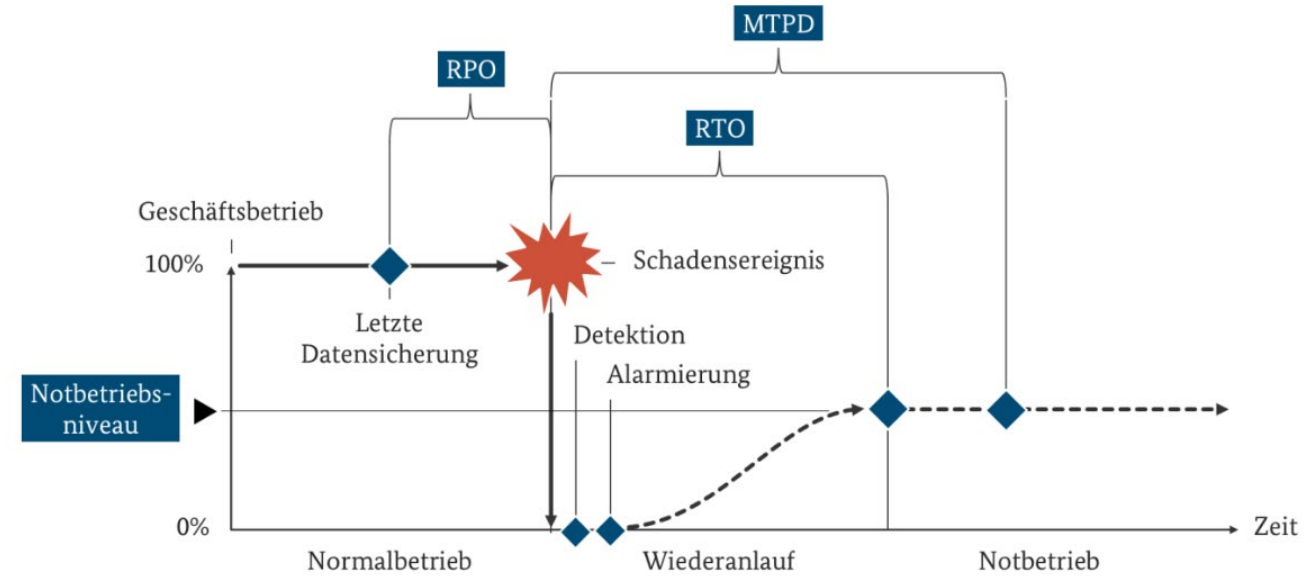 MTPD
RPO
RTO
Geschäftsbetrieb
100%
Schadensereignis
Letzte
Datensicherung
Detektion
Alarmierung
Notbetriebs-
niveau
0%
Zeit
Normalbetrieb
Wiederanlauf
Notbetrieb